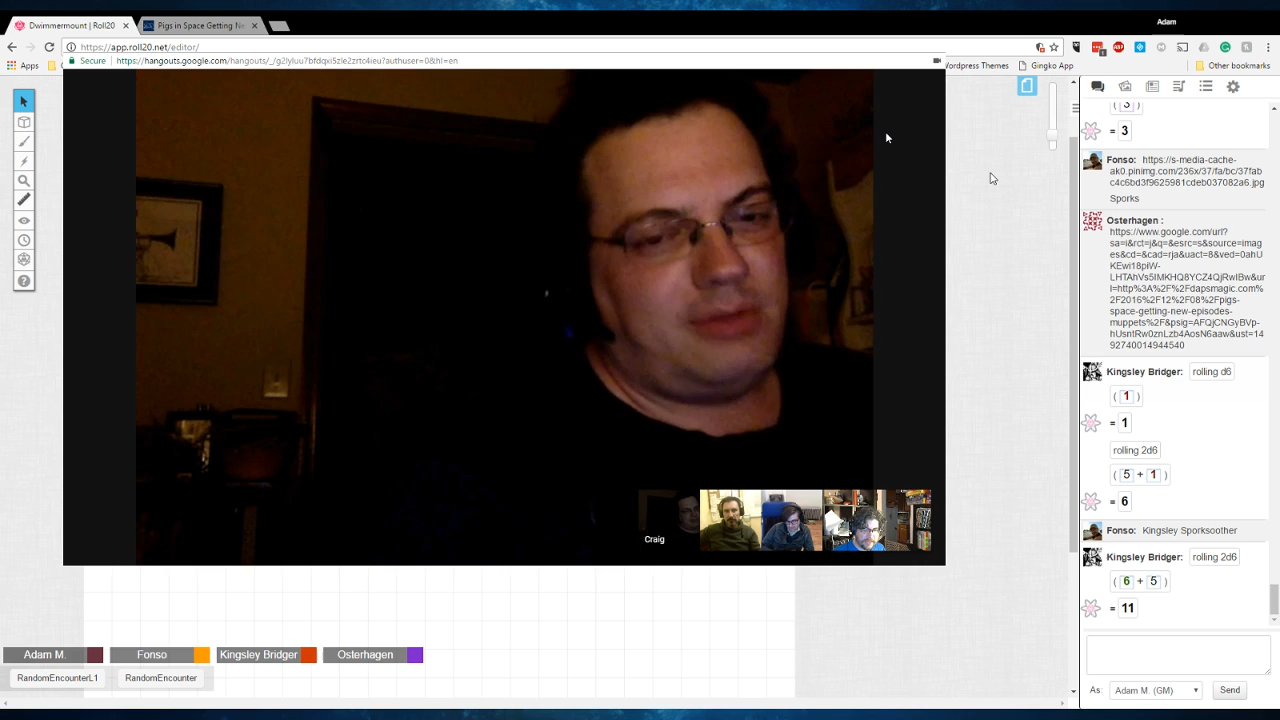 Adam
Dwimmermount | Roll20
Pigs in Space Getting Ne
https://app.roll20.net/editor/
Secure
https://hangouts.google.com/hangouts/_/g2lyluu7bfdqxi5zle2zrtc4ieu?authuser=0&hl=en
Apps
Wordpress Themes
Gingko App
Other bookmarks
( 3 )
= 3
Fonso: https://s-media-cache-
ak0.pinimg.com/236x/37/fa/bc/37fab
c4c6bd3f9625981cdeb037082a6.jpg
Sporks
Osterhagen :
https://www.google.com/url?
sa=i&rct=j&q=&esrc=s&source=imag
es&cd=&cad=rja&uact=8&ved=0ahU
KEwi18piW-
LHTAhVs5IMKHQ8YCZ4QjRwIBw&ur
l=http%3A%2F%2Fdapsmagic.com%
2F2016%2F12%2F08%2Fpigs-
space-getting-new-episodes-
muppets%2F&psig=AFQjCNGyBVp-
hUsntRw0znLzb4AosN6aaw&ust=14
92740014944540
Kingsley Bridger: rolling d6
( 1 )
= 1
rolling 2d6
( 5 + 1 )
= 6
Fonso: Kingsley Sporksoother
Kingsley Bridger: rolling 2d6
( 6 + 5 )
= 11
Craig
Adam M.
Fonso
Kingsley Bridger
Osterhagen
RandomEncounterL1
RandomEncounter
As:
Adam M. (GM)
Send